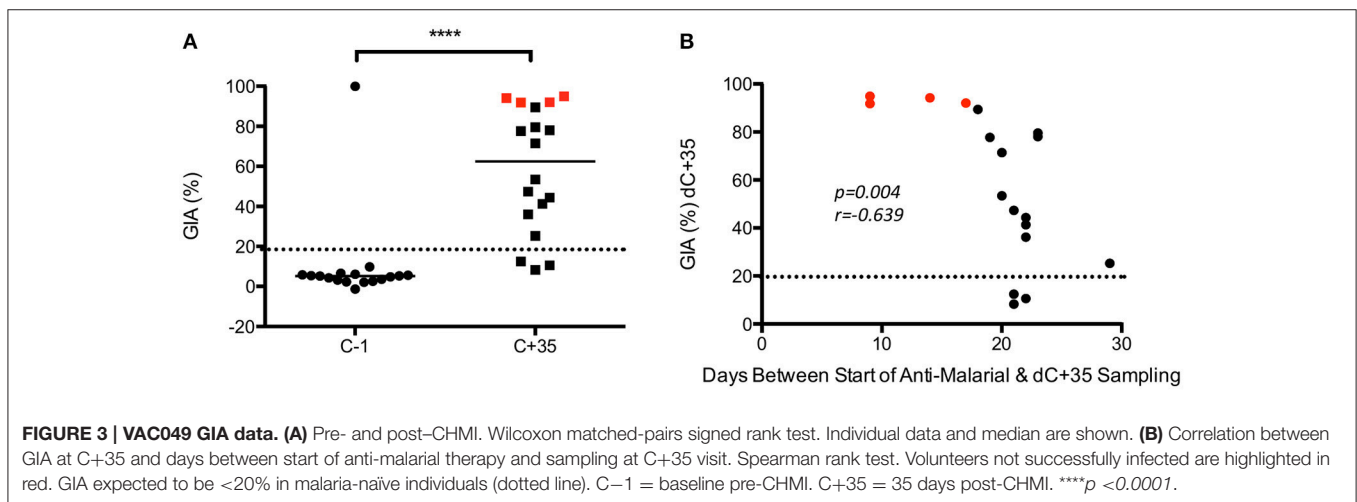 A
****
GIA (%)
100
80
60
40
20
0
-20
C-1
C+35
B
GIA (%) dC+35
100
80
60
40
20
0
p=0.004
r=-0.639
0
10
20
30
Days Between Start of Anti-Malarial & dC+35 Sampling
FIGURE 3 | VAC049 GIA data. (A) Pre- and post–CHMI. Wilcoxon matched-pairs signed rank test. Individual data and median are shown. (B) Correlation between
GIA at C+35 and days between start of anti-malarial therapy and sampling at C+35 visit. Spearman rank test. Volunteers not successfully infected are highlighted in
red. GIA expected to be <20% in malaria-naïve individuals (dotted line). C−1 = baseline pre-CHMI. C+35 = 35 days post-CHMI. ****p <0.0001.